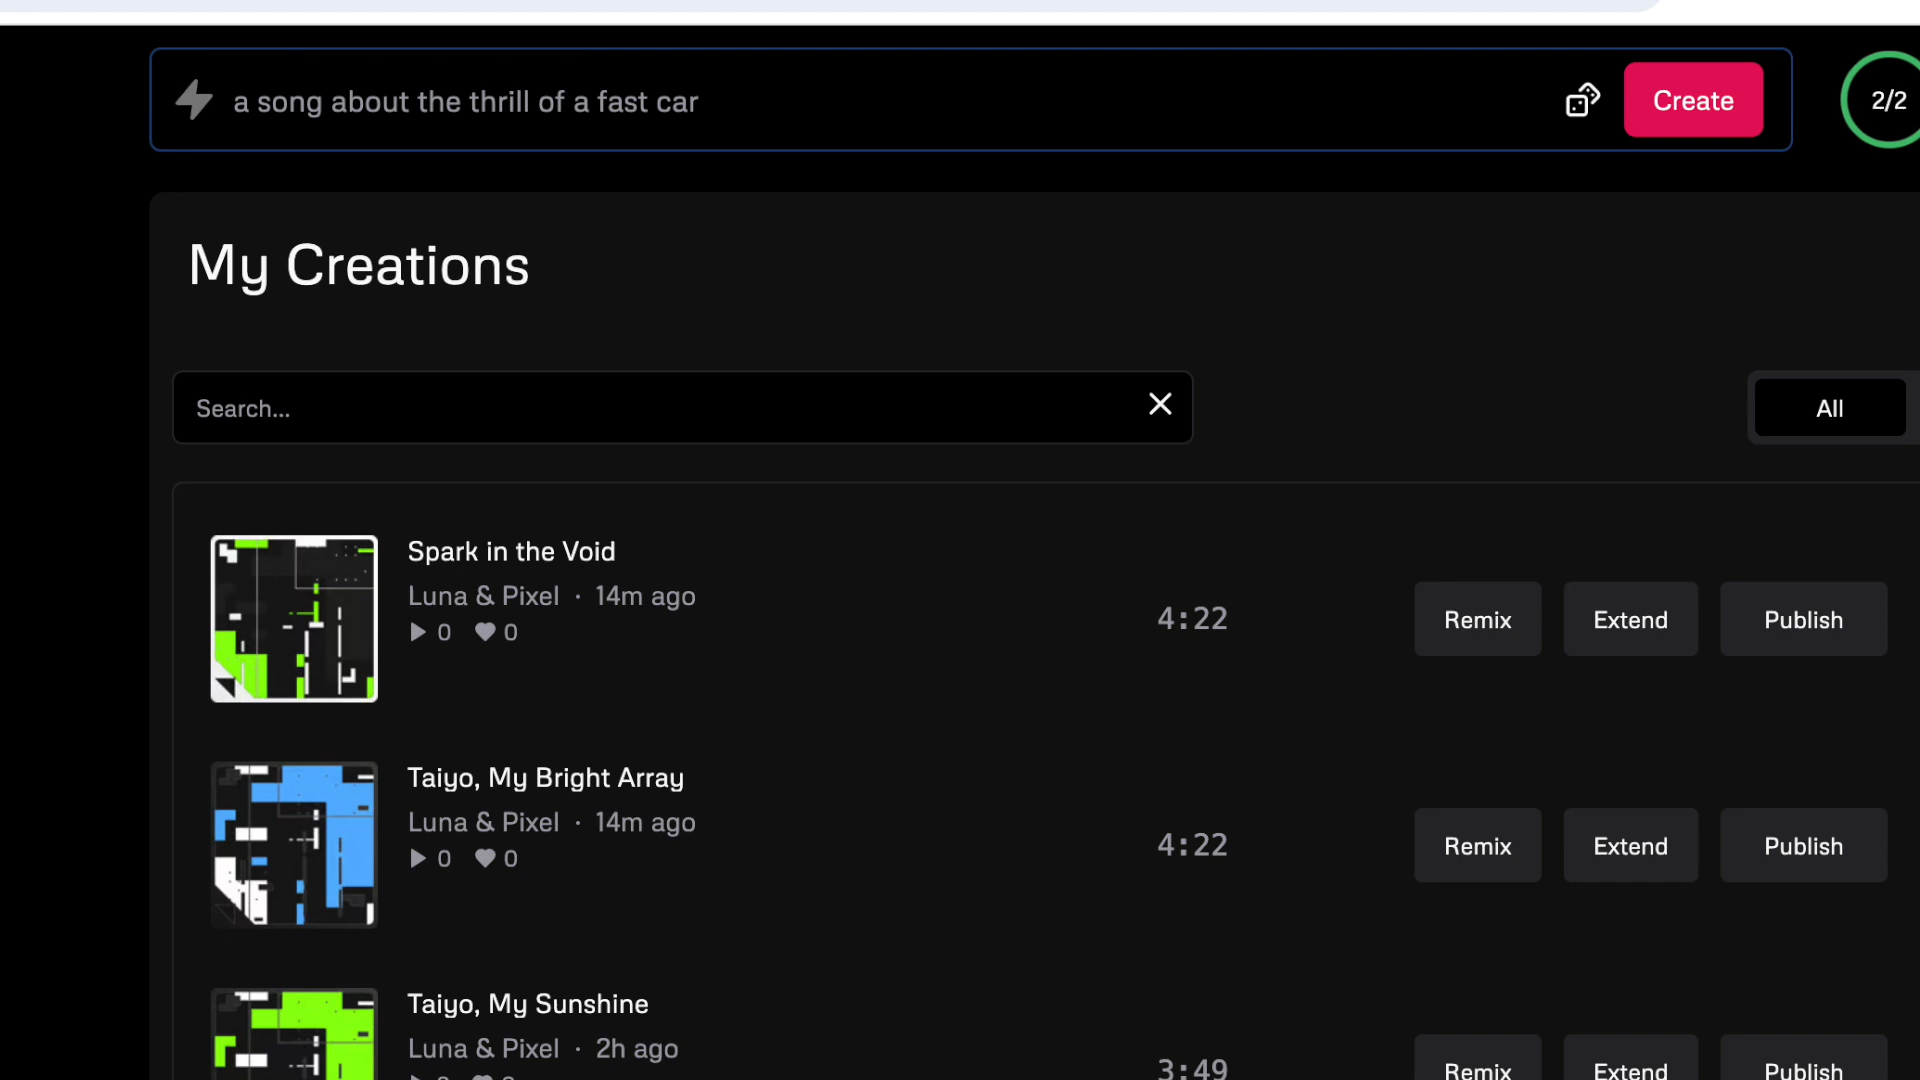 a song about the thrill of a fast car
Create
2/2
My Creations
Search...
All
Spark in the Void
Luna & Pixel · 14m ago
0 0
4:22
Remix
Extend
Publish
Taiyo, My Bright Array
Luna & Pixel · 14m ago
0 0
4:22
Remix
Extend
Publish
Taiyo, My Sunshine
Luna & Pixel · 2h ago
3:49
Remix
Extend
Publish